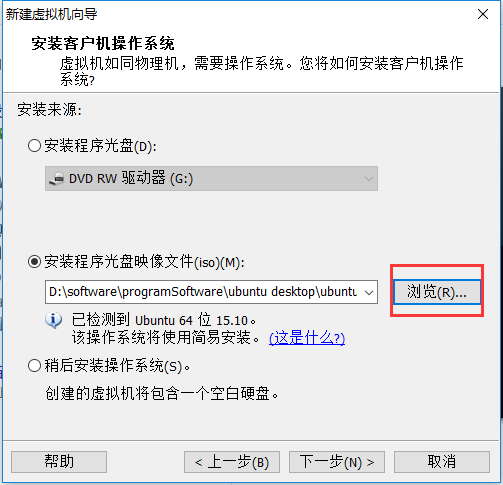 新建虚拟机向导
安装客户机操作系统
虚拟机如同物理机，需要操作系统。您将如何安装客户机操作
系统?
安装来源:
安装程序光盘(D):
DVD RW 驱动器 (G:)
安装程序光盘映像文件(iso)(M):
D:\software\programSoftware\ubuntu desktop\ubuntu
浏览(R)...
已检测到 Ubuntu 64 位 15.10。
该操作系统将使用简易安装。 (这是什么?)
稍后安装操作系统(S)。
创建的虚拟机将包含一个空白硬盘。
帮助
< 上一步(B)
下一步(N) >
取消